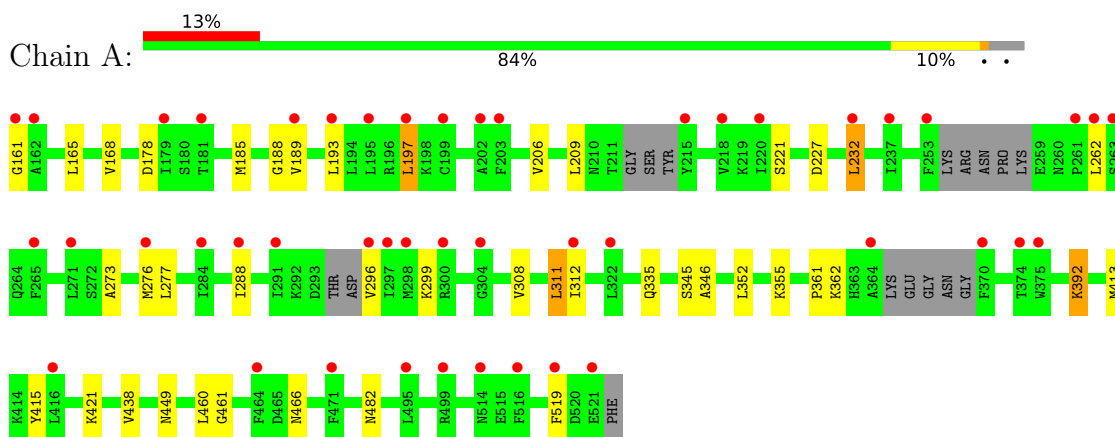 13%
Chain A:
84% 10% • •
G161 A162 L165 V168 D178 I179 S180 T181 M185 G188 V189 L193 L194 L195 R196 L197 K198 C199 A202 F203 V206 L209 N210 T211 GLY SER TYR Y215 V218 K219 I220 S221 D227 L232 I237 F253 LYS ARG ASN PRO LYS E259 N260 P261 L262 S263
Q264 F265 L271 S272 A273 M276 L277 I284 I288 I291 K292 D293 THR ASP V296 I297 M298 K299 R300 G304 V308 L311 I312 L322 Q335 S345 A346 L352 K355 P361 K362 H363 A364 LYS GLU GLY ASN GLY F370 T374 W375 K392 M413
K414 Y415 L416 K421 V438 N449 L460 G461 F464 D465 N466 F471 N482 L495 R499 N514 E515 F516 F519 D520 E521 PHE